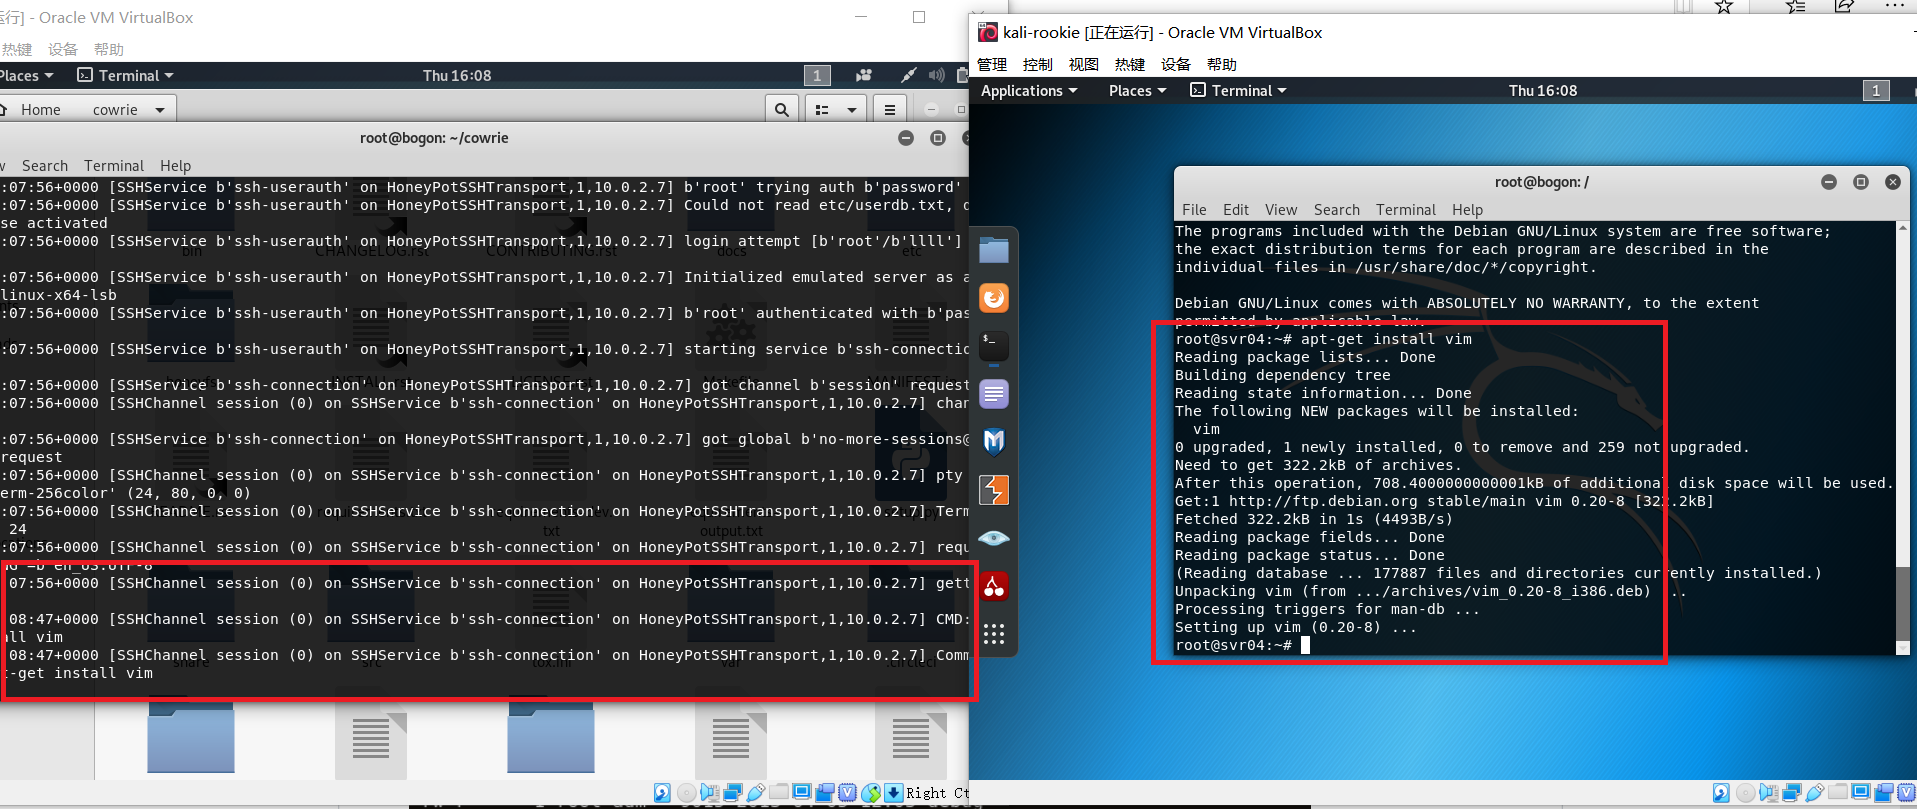 运行] - Oracle VM VirtualBox
热键 设备 帮助
Places Terminal Thu 16:08 1
Home cowrie
root@bogon: ~/cowrie
Search Terminal Help
:07:56+0000 [SSHService b'ssh-userauth' on HoneyPotSSHTransport,1,10.0.2.7] b'root' trying auth b'password'
:07:56+0000 [SSHService b'ssh-userauth' on HoneyPotSSHTransport,1,10.0.2.7] Could not read etc/userdb.txt,
se activated
:07:56+0000 [SSHService b'ssh-userauth' on HoneyPotSSHTransport,1,10.0.2.7] login attempt [b'root'/b'llll']
:07:56+0000 [SSHService b'ssh-userauth' on HoneyPotSSHTransport,1,10.0.2.7] Initialized emulated server as a
linux-x64-lsb
:07:56+0000 [SSHService b'ssh-userauth' on HoneyPotSSHTransport,1,10.0.2.7] b'root' authenticated with b'pas
:07:56+0000 [SSHService b'ssh-userauth' on HoneyPotSSHTransport,1,10.0.2.7] starting service b'ssh-connectio
:07:56+0000 [SSHService b'ssh-connection' on HoneyPotSSHTransport,1,10.0.2.7] got channel b'session' request
:07:56+0000 [SSHChannel session (0) on SSHService b'ssh-connection' on HoneyPotSSHTransport,1,10.0.2.7] chan
:07:56+0000 [SSHService b'ssh-connection' on HoneyPotSSHTransport,1,10.0.2.7] got global b'no-more-sessions@
request
:07:56+0000 [SSHChannel session (0) on SSHService b'ssh-connection' on HoneyPotSSHTransport,1,10.0.2.7] pty
erm-256color' (24, 80, 0, 0)
:07:56+0000 [SSHChannel session (0) on SSHService b'ssh-connection' on HoneyPotSSHTransport,1,10.0.2.7] Term
24
:07:56+0000 [SSHChannel session (0) on SSHService b'ssh-connection' on HoneyPotSSHTransport,1,10.0.2.7] requ
07:56+0000 [SSHChannel session (0) on SSHService b'ssh-connection' on HoneyPotSSHTransport,1,10.0.2.7] gett
08:47+0000 [SSHChannel session (0) on SSHService b'ssh-connection' on HoneyPotSSHTransport,1,10.0.2.7] CMD:
all vim
08:47+0000 [SSHChannel session (0) on SSHService b'ssh-connection' on HoneyPotSSHTransport,1,10.0.2.7] Comm
t-get install vim
bin CHANGELOG.rst CONTRIBUTING.rst docs etc
output.txt
share src tox.ini var .circleci
Right Ct
kali-rookie [正在运行] - Oracle VM VirtualBox
管理 控制 视图 热键 设备 帮助
Applications Places Terminal Thu 16:08 1
root@bogon: /
File Edit View Search Terminal Help
The programs included with the Debian GNU/Linux system are free software;
the exact distribution terms for each program are described in the
individual files in /usr/share/doc/*/copyright.
Debian GNU/Linux comes with ABSOLUTELY NO WARRANTY, to the extent
permitted by applicable law.
root@svr04:~# apt-get install vim
Reading package lists... Done
Building dependency tree
Reading state information... Done
The following NEW packages will be installed:
vim
0 upgraded, 1 newly installed, 0 to remove and 259 not upgraded.
Need to get 322.2kB of archives.
After this operation, 708.4000000000001kB of additional disk space will be used.
Get:1 http://ftp.debian.org stable/main vim 0.20-8 [322.2kB]
Fetched 322.2kB in 1s (4493B/s)
Reading package fields... Done
Reading package status... Done
(Reading database ... 177887 files and directories currently installed.)
Unpacking vim (from .../archives/vim_0.20-8_i386.deb) ...
Processing triggers for man-db ...
Setting up vim (0.20-8) ...
root@svr04:~#